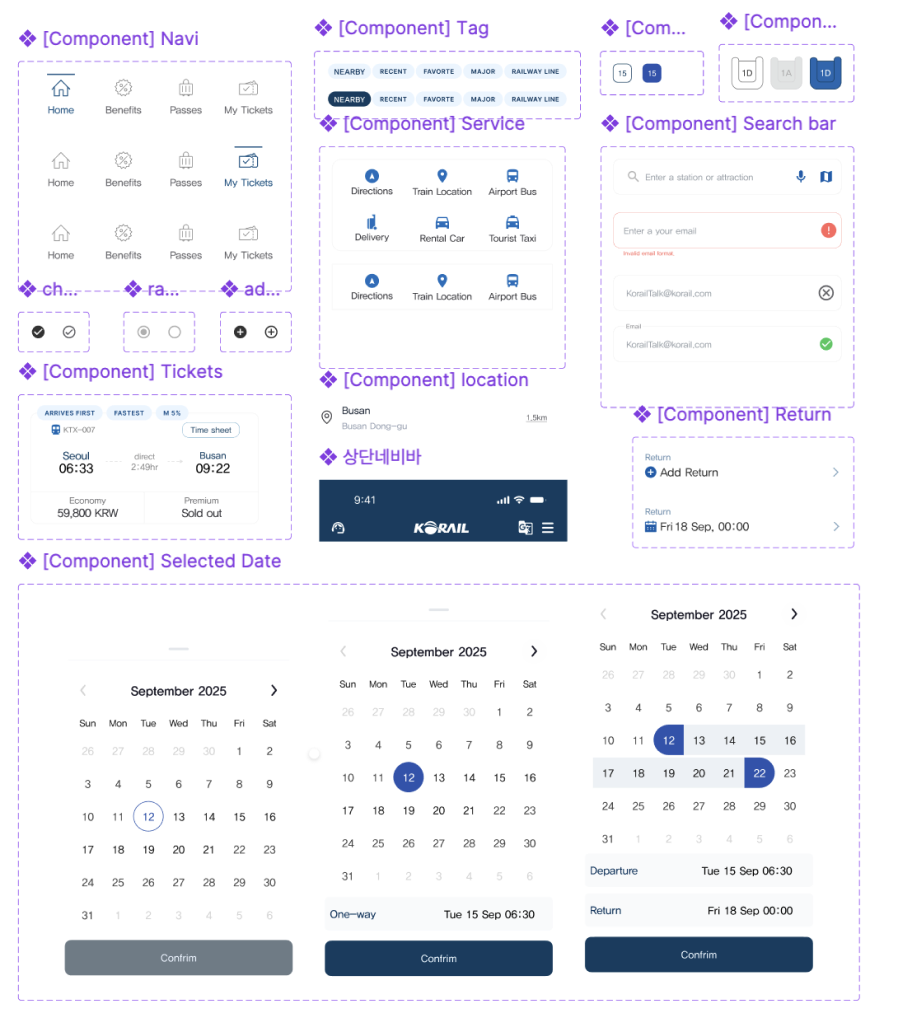 [Component] Navi
Home Benefits Passes My Tickets
Home Benefits Passes My Tickets
Home Benefits Passes My Tickets
[Component] Tag
NEARBY RECENT FAVORTE MAJOR RAILWAY LINE
NEARBY RECENT FAVORTE MAJOR RAILWAY LINE
[Com...
15 15
[Compon...
1D 1A 1D
[Component] Service
Directions Train Location Airport Bus
Delivery Rental Car Tourist Taxi
Directions Train Location Airport Bus
[Component] Search bar
Enter a station or attraction
Enter a your email
Invalid email format.
KorailTalk@korail.com
Email
KorailTalk@korail.com
ch...
ra...
ad...
[Component] Tickets
ARRIVES FIRST FASTEST M 5%
KTX-007 Time sheet
Seoul direct Busan
06:33 2:49hr 09:22
Economy Premium
59,800 KRW Sold out
[Component] location
Busan
Busan Dong-gu
1.5km
상단네비바
9:41
KORAIL
[Component] Return
Return
Add Return
Return
Fri 18 Sep, 00:00
[Component] Selected Date
September 2025
Sun Mon Tue Wed Thu Fri Sat
26 27 28 29 30 1 2
3 4 5 6 7 8 9
10 11 12 13 14 15 16
17 18 19 20 21 22 23
24 25 26 27 28 29 30
31 1 2 3 4 5 6
Confrim
September 2025
Sun Mon Tue Wed Thu Fri Sat
26 27 28 29 30 1 2
3 4 5 6 7 8 9
10 11 12 13 14 15 16
17 18 19 20 21 22 23
24 25 26 27 28 29 30
31 1 2 3 4 5 6
One-way Tue 15 Sep 06:30
Confrim
September 2025
Sun Mon Tue Wed Thu Fri Sat
26 27 28 29 30 1 2
3 4 5 6 7 8 9
10 11 12 13 14 15 16
17 18 19 20 21 22 23
24 25 26 27 28 29 30
31 1 2 3 4 5 6
Departure Tue 15 Sep 06:30
Return Fri 18 Sep 00:00
Confrim